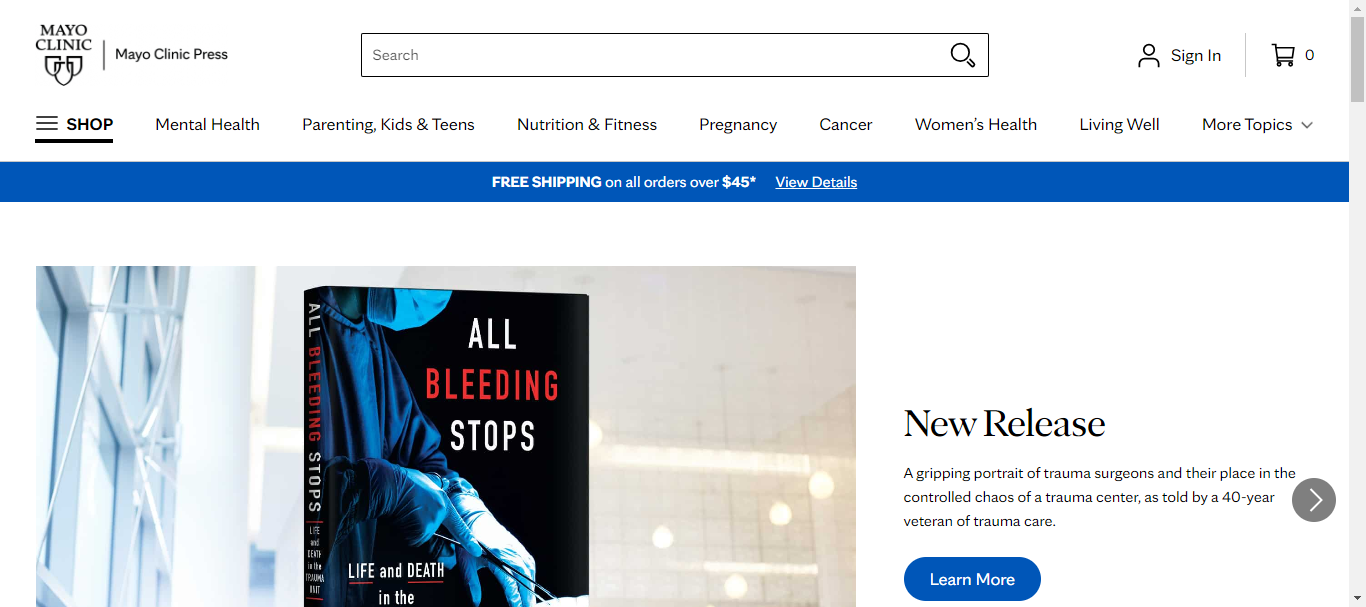 MAYO
CLINIC
Mayo Clinic Press
Search
Sign In
0
SHOP
Mental Health
Parenting, Kids & Teens
Nutrition & Fitness
Pregnancy
Cancer
Women’s Health
Living Well
More Topics
FREE SHIPPING on all orders over $45* View Details
ALL BLEEDING STOPS
LIFE
and
DEATH
in the
TRAUMA
UNIT
ALL
BLEEDING
STOPS
LIFE and DEATH
in the
New Release
A gripping portrait of trauma surgeons and their place in the
controlled chaos of a trauma center, as told by a 40-year
veteran of trauma care.
Learn More